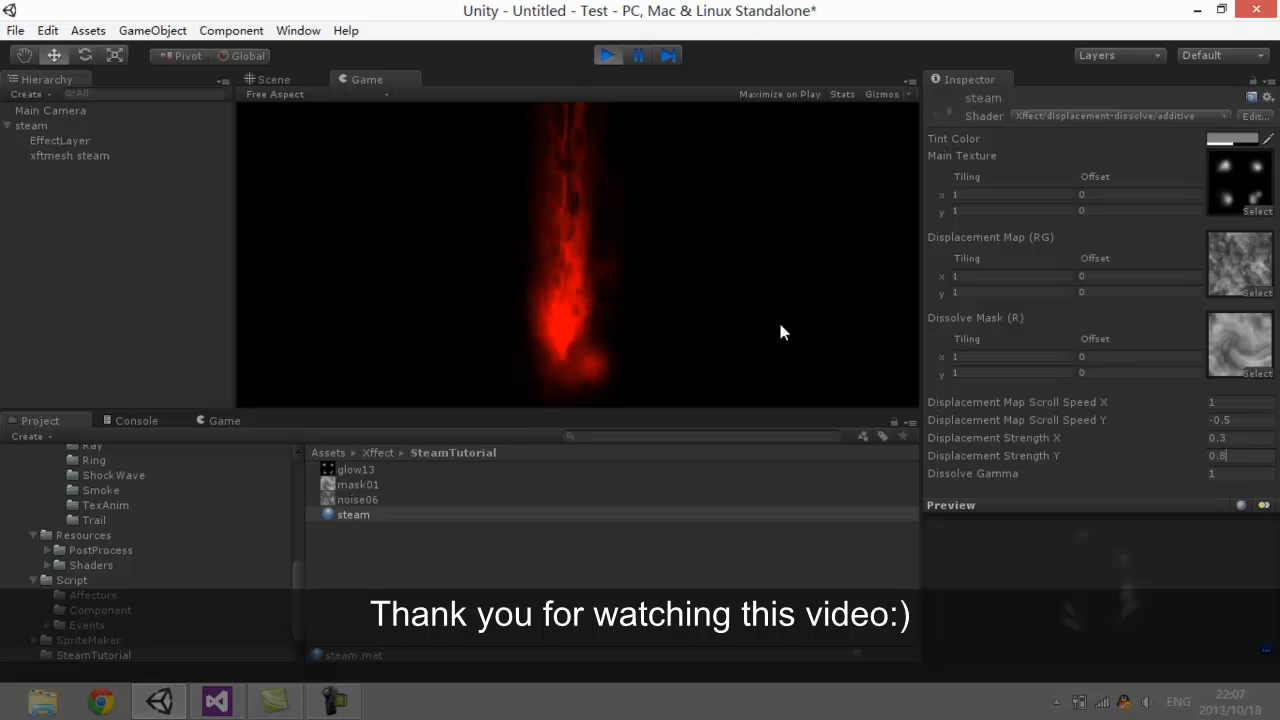 Unity - Untitled - Test - PC, Mac & Linux Standalone*
File Edit Assets GameObject Component Window Help
Pivot Global Layers Default
Hierarchy Scene Game Inspector
Create All Free Aspect Maximize on Play Stats Gizmos
steam
Shader Xffect/displacement-dissolve/additive Edit...
Main Camera
steam
EffectLayer
xftmesh steam
Tint Color
Main Texture
Tiling Offset
x 1 0
y 1 0
Select
Displacement Map (RG)
Tiling Offset
x 1 0
y 1 0
Select
Dissolve Mask (R)
Tiling Offset
x 1 0
y 1 0
Select
Displacement Map Scroll Speed X 1
Displacement Map Scroll Speed Y -0.5
Displacement Strength X 0.3
Displacement Strength Y 0.8
Dissolve Gamma 1
Preview
Project Console Game
Create
Ray
Ring
ShockWave
Smoke
TexAnim
Trail
Resources
PostProcess
Shaders
Script
Affectors
Component
Events
SpriteMaker
SteamTutorial
Assets Xffect SteamTutorial
glow13
mask01
noise06
steam
steam.mat
Thank you for watching this video:)
ENG
22:07
2013/10/18